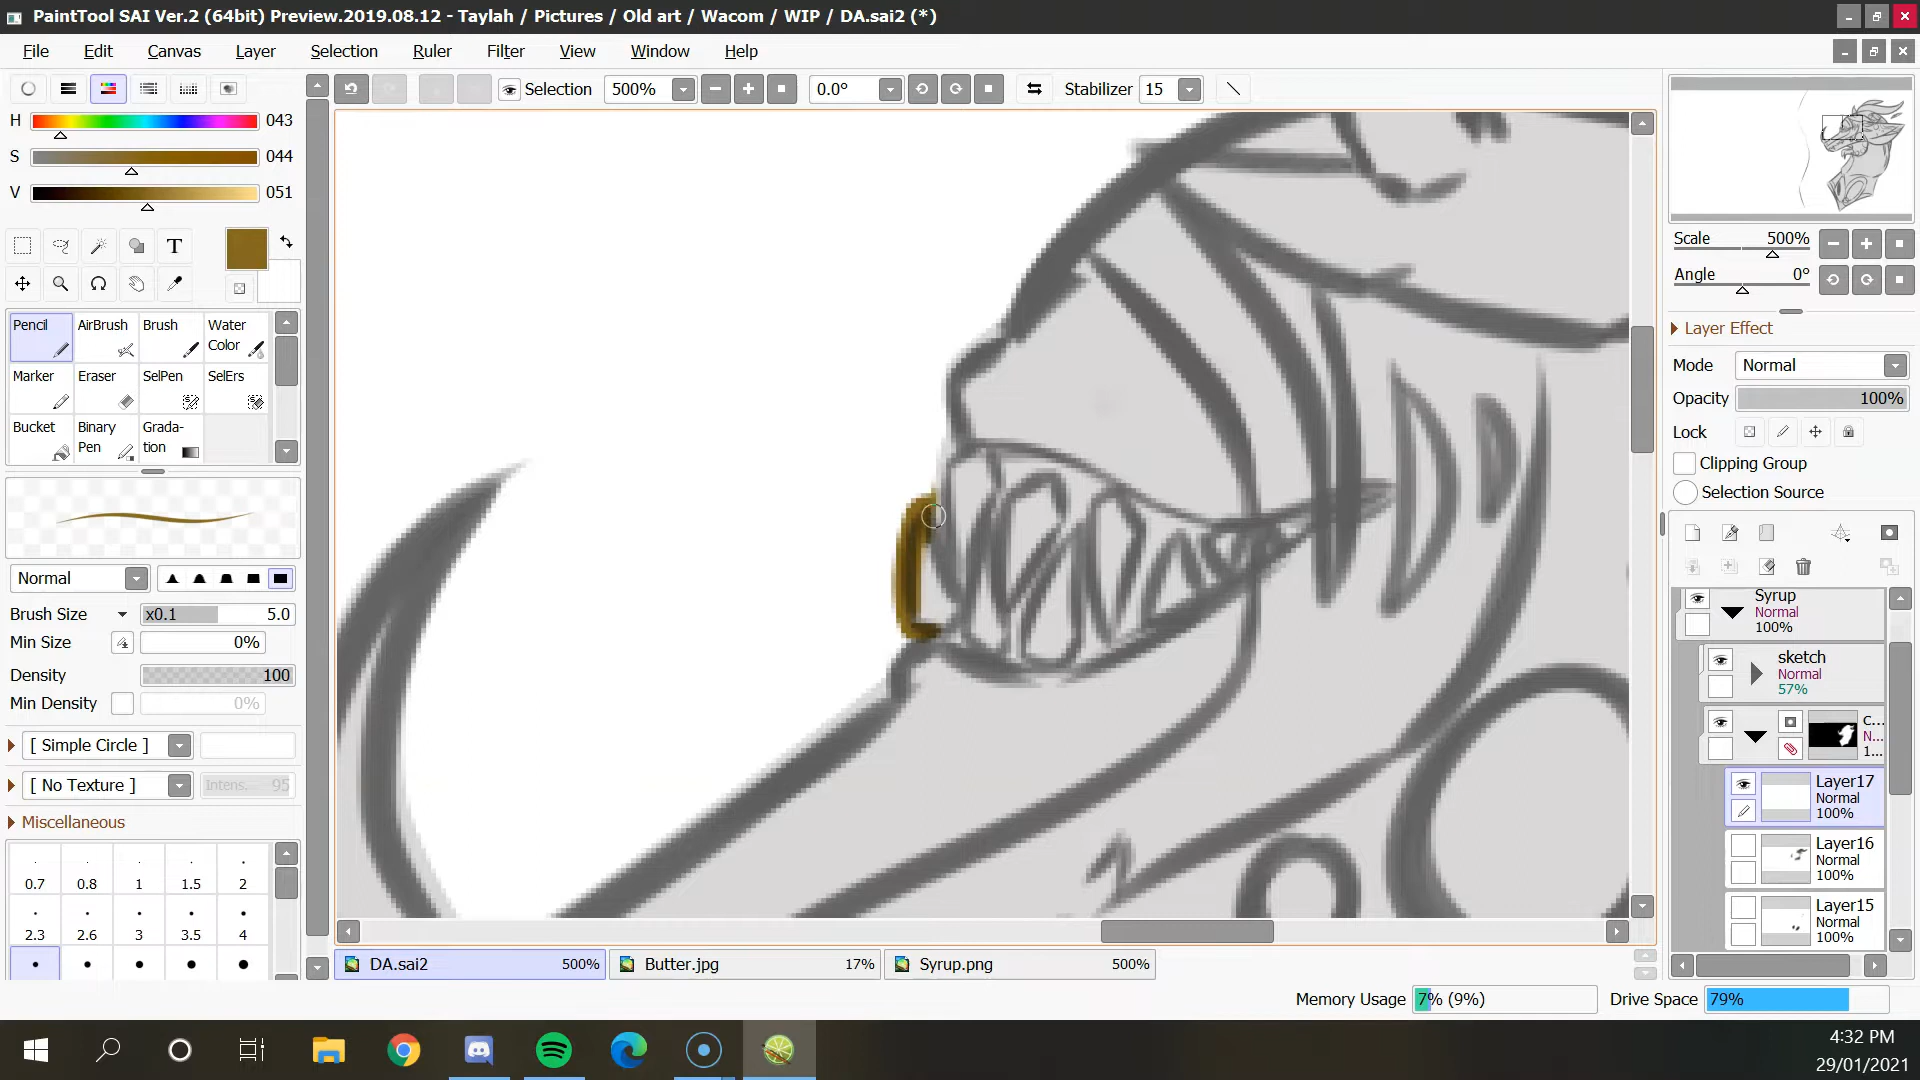 PaintTool SAI Ver.2 (64bit) Preview.2019.08.12 - Taylah / Pictures / Old art / Wacom / WIP / DA.sai2 (*)
File Edit Canvas Layer Selection Ruler Filter View Window Help
Selection 500% 0.0° Stabilizer 15
H 043
S 044
V 051
T
Pencil AirBrush Brush Water Color
Marker Eraser SelPen SelErs
Bucket Binary Pen Grada-tion
Normal
Brush Size x0.1 5.0
Min Size 0%
Density 100
Min Density 0%
[ Simple Circle ]
[ No Texture ] Intens. 95
Miscellaneous
0.7 0.8 1 1.5 2
2.3 2.6 3 3.5 4
Scale 500%
Angle 0°
Layer Effect
Mode Normal
Opacity 100%
Lock
Clipping Group
Selection Source
Syrup
Normal
100%
sketch
Normal
57%
C...
N...
1...
Layer17
Normal
100%
Layer16
Normal
100%
Layer15
Normal
100%
DA.sai2 500% Butter.jpg 17% Syrup.png 500%
Memory Usage 7% (9%) Drive Space 79%
4:32 PM
29/01/2021